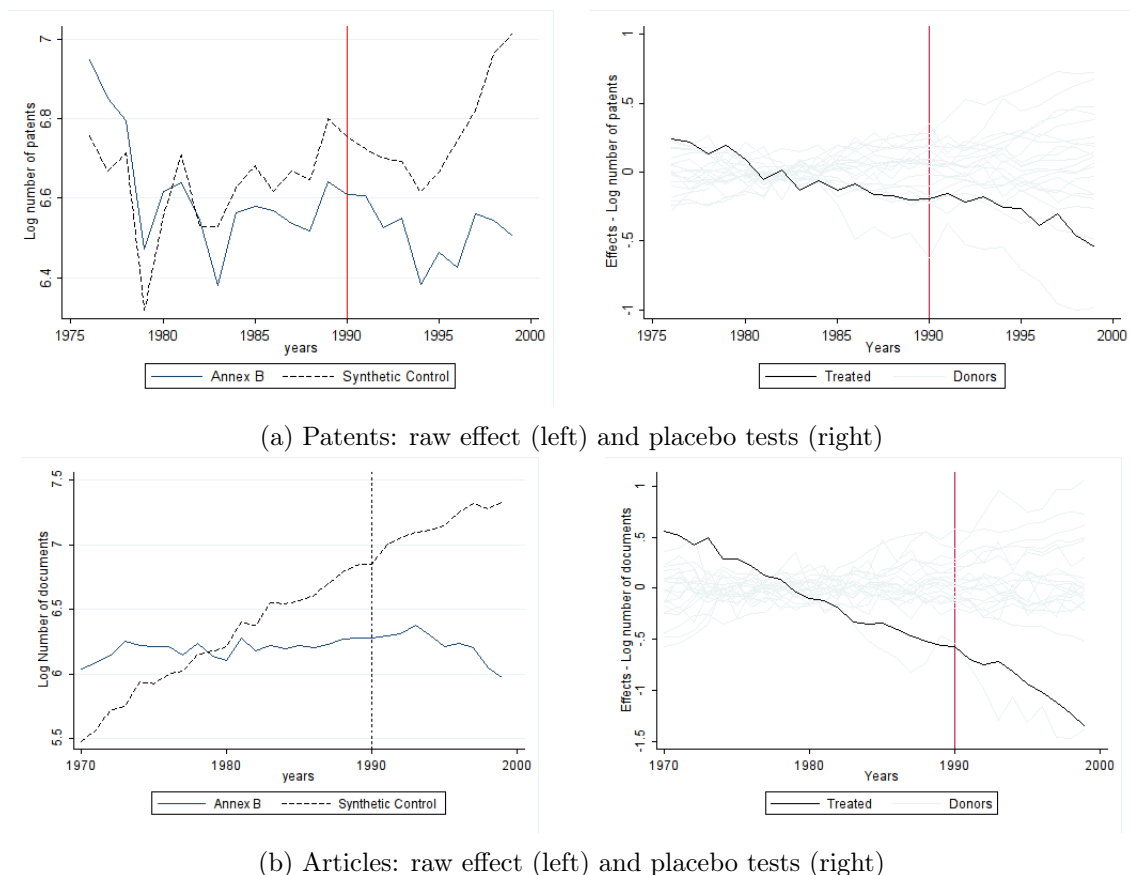 Log number of patents
7
6.8
6.6
6.4
1975
1980
1985
1990
1995
2000
years
Annex B
Synthetic Control
Effects - Log number of patents
1
.5
0
-.5
-1
1975
1980
1985
1990
1995
2000
Years
Treated
Donors
(a) Patents: raw effect (left) and placebo tests (right)
Log Number of documents
7.5
7
6.5
6
5.5
1970
1980
1990
2000
years
Annex B
Synthetic Control
Effects - Log number of documents
1
.5
0
-.5
-1
-1.5
1970
1980
1990
2000
Years
Treated
Donors
(b) Articles: raw effect (left) and placebo tests (right)